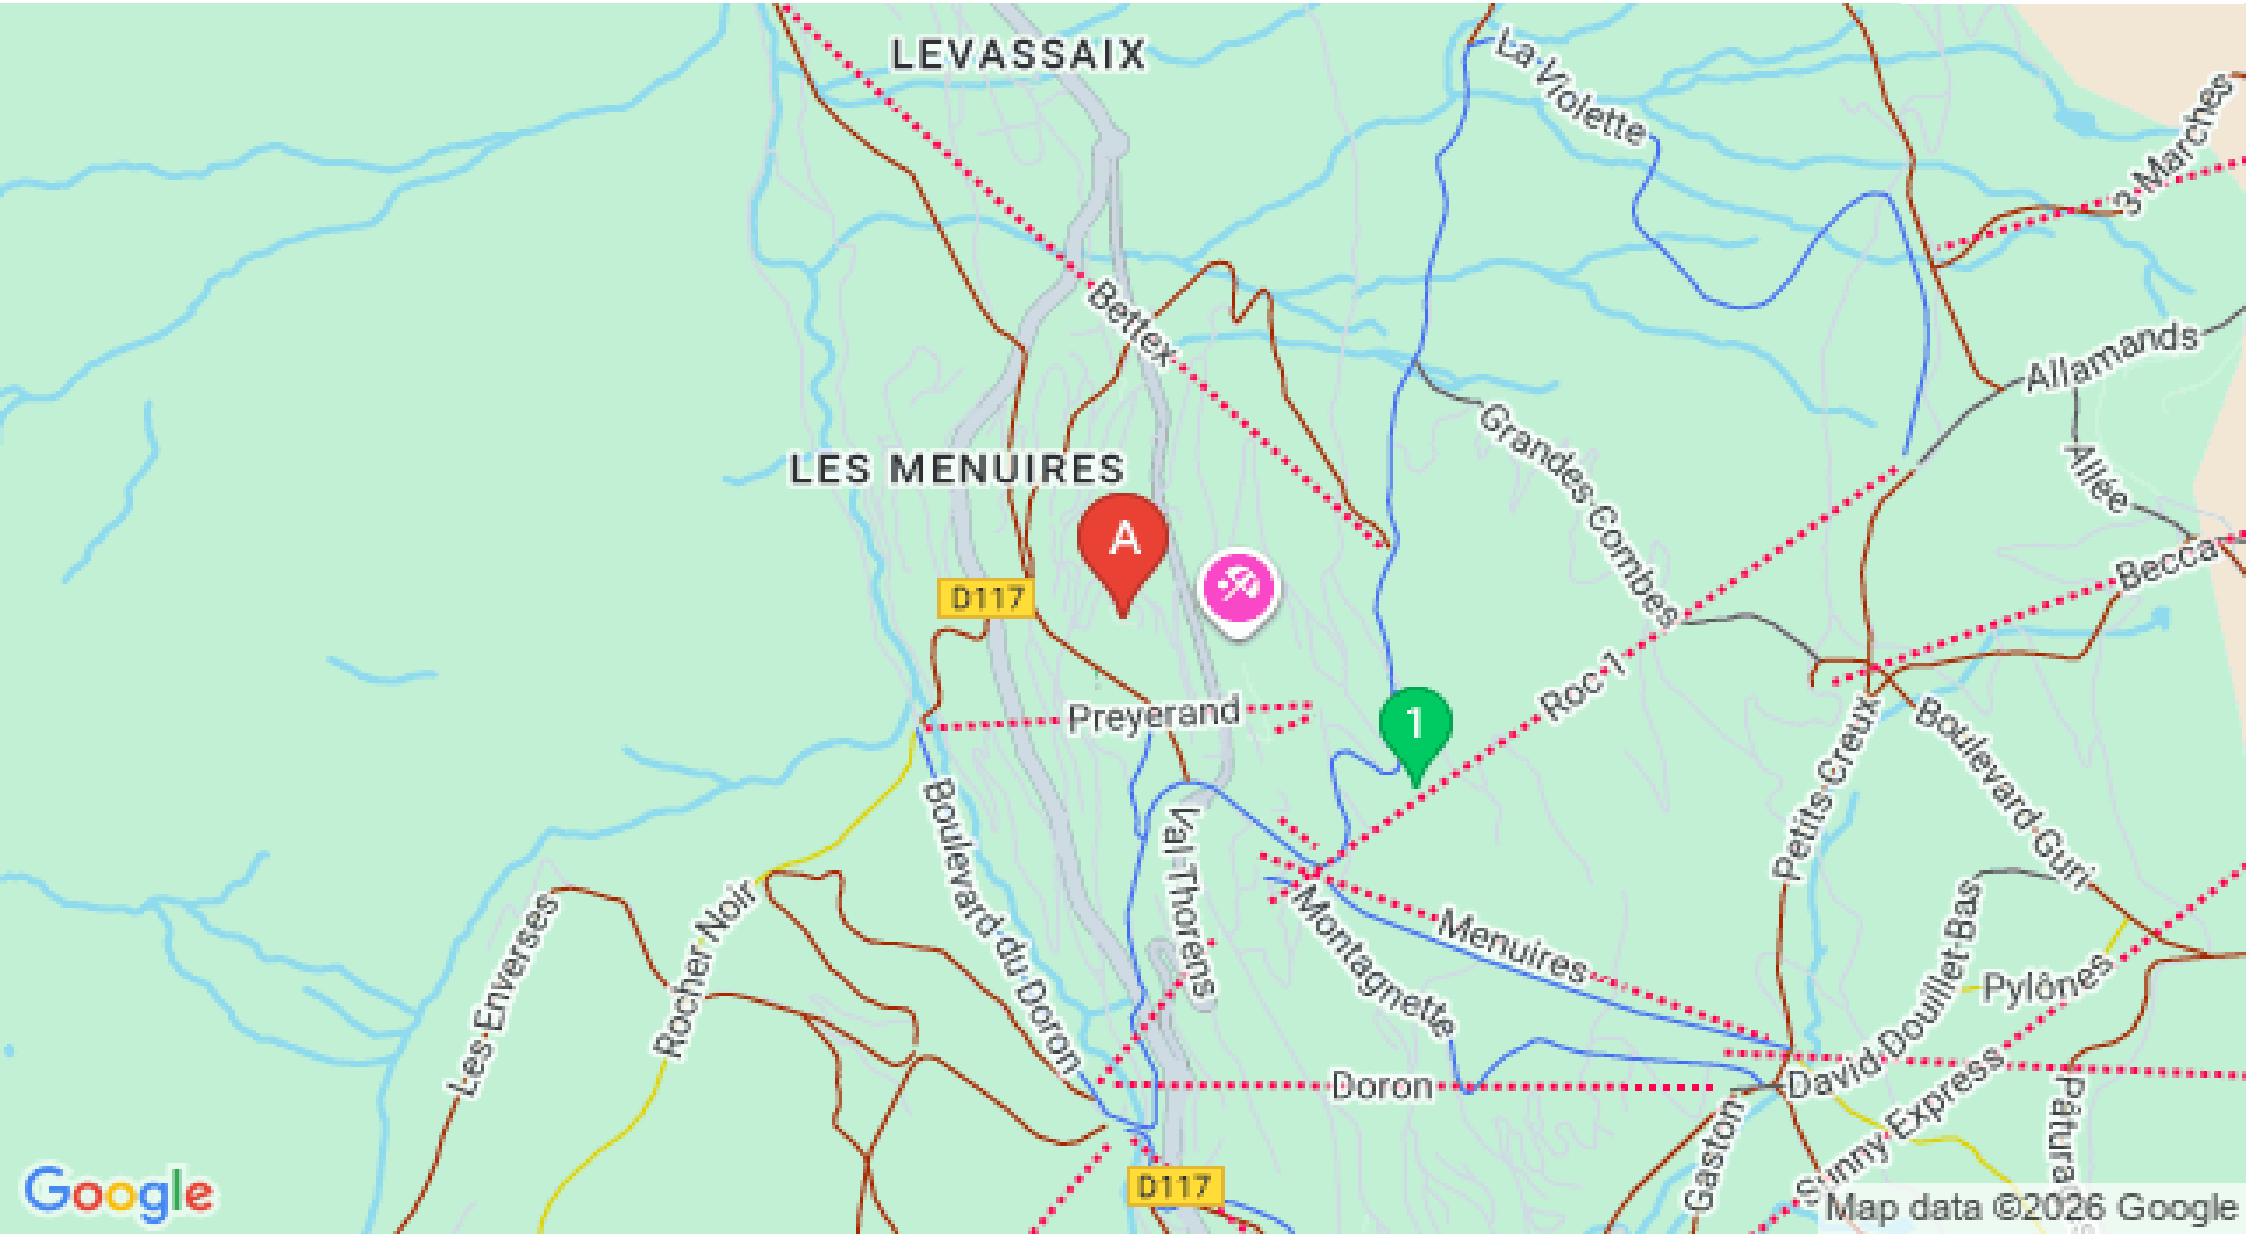 LEVASSAIX
La Violette
3 Marches
Bettex
Allamands
Grandes Combes
Allée
LES MENUIRES
A
Becca
D117
Roc 1
1
Preyerand
Petits Creux
Boulevard Guri
Boulevard du Doron
Val Thorens
Les Enverses
Rocher Noir
Montagnette
Menuires
David Douillet Bas
Pylônes
Doron
Gaston
Sunny Express
D117
Google
Map data ©2026 Google